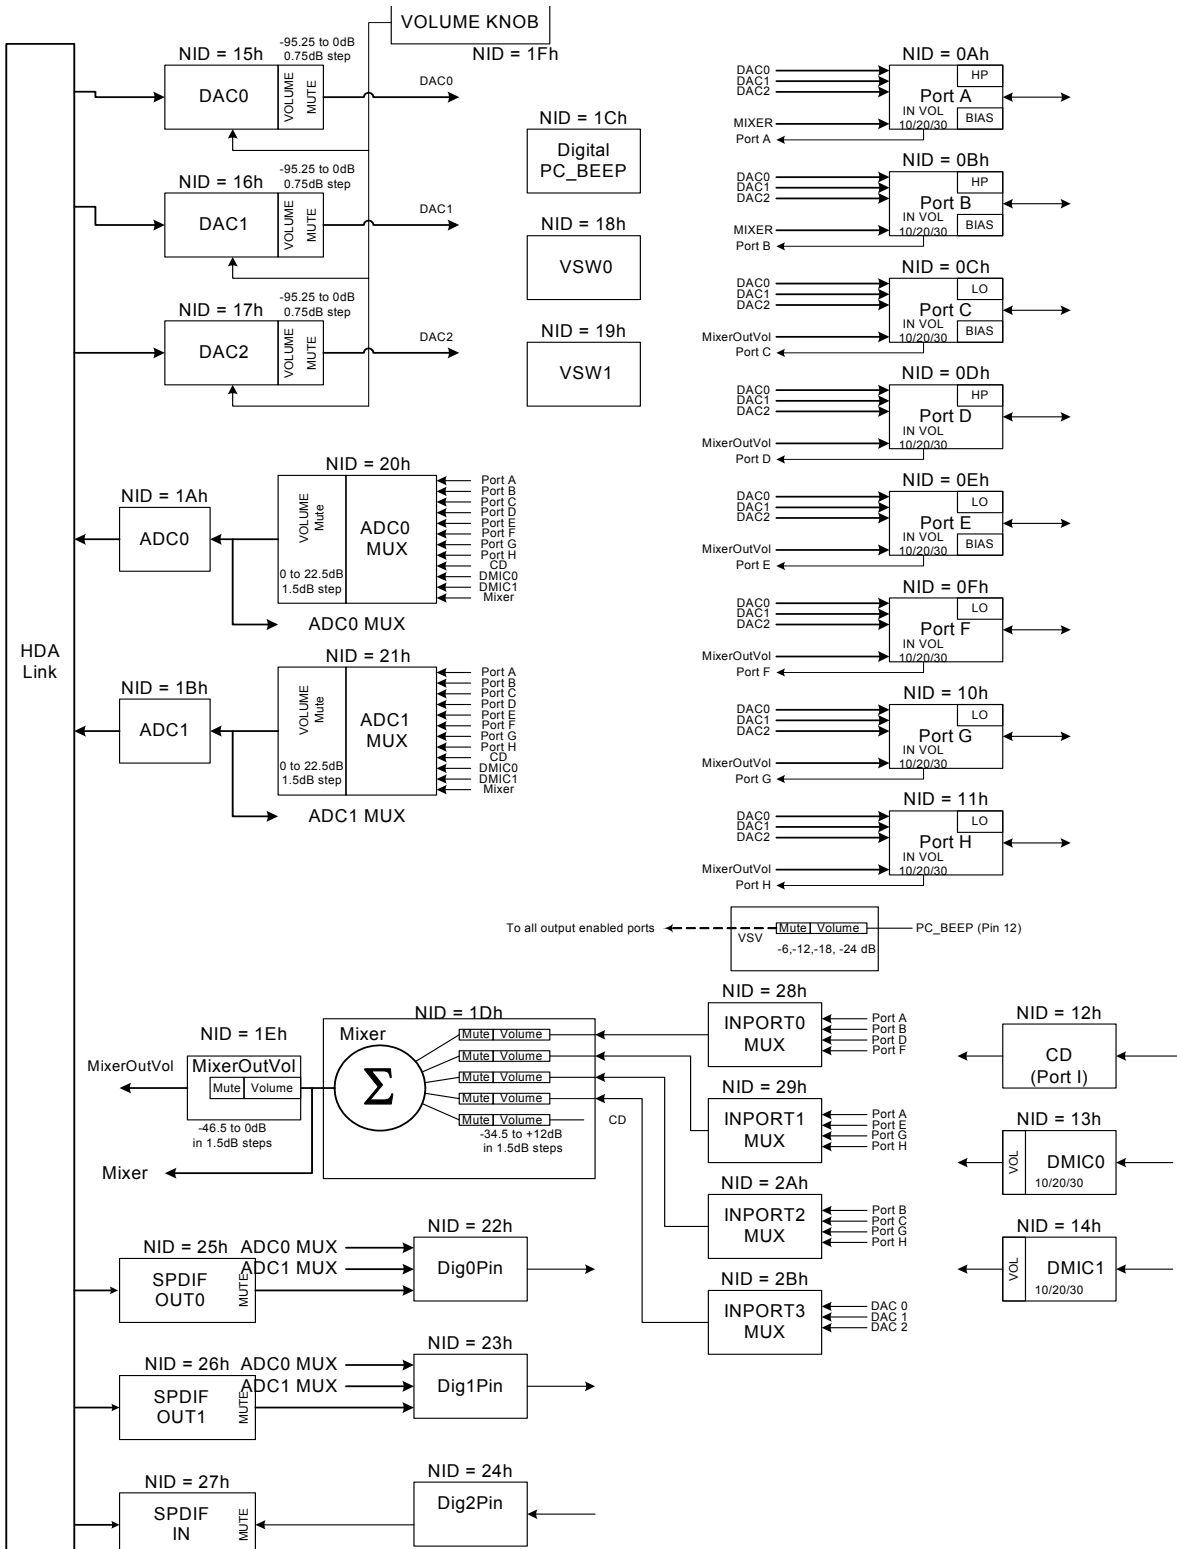 VOLUME KNOB
NID = 1Fh
NID = 15h
-95.25 to 0dB
0.75dB step
DAC0
VOLUME
MUTE
DAC0
NID = 16h
-95.25 to 0dB
0.75dB step
DAC1
VOLUME
MUTE
DAC1
NID = 17h
-95.25 to 0dB
0.75dB step
DAC2
VOLUME
MUTE
DAC2
NID = 1Ch
Digital
PC_BEEP
NID = 18h
VSW0
NID = 19h
VSW1
HDA
Link
NID = 20h
NID = 1Ah
ADC0
VOLUME
Mute
0 to 22.5dB
1.5dB step
ADC0
MUX
Port A
Port B
Port C
Port D
Port E
Port F
Port G
Port H
CD
DMIC0
DMIC1
Mixer
ADC0 MUX
NID = 21h
NID = 1Bh
ADC1
VOLUME
Mute
0 to 22.5dB
1.5dB step
ADC1
MUX
Port A
Port B
Port C
Port D
Port E
Port F
Port G
Port H
CD
DMIC0
DMIC1
Mixer
ADC1 MUX
NID = 0Ah
DAC0
DAC1
DAC2
MIXER
Port A
HP
Port A
IN VOL
10/20/30
BIAS
NID = 0Bh
DAC0
DAC1
DAC2
MIXER
Port B
HP
Port B
IN VOL
10/20/30
BIAS
NID = 0Ch
DAC0
DAC1
DAC2
MixerOutVol
Port C
LO
Port C
IN VOL
10/20/30
BIAS
NID = 0Dh
DAC0
DAC1
DAC2
MixerOutVol
Port D
HP
Port D
IN VOL
10/20/30
NID = 0Eh
DAC0
DAC1
DAC2
MixerOutVol
Port E
LO
Port E
IN VOL
10/20/30
BIAS
NID = 0Fh
DAC0
DAC1
DAC2
MixerOutVol
Port F
LO
Port F
IN VOL
10/20/30
NID = 10h
DAC0
DAC1
DAC2
MixerOutVol
Port G
LO
Port G
IN VOL
10/20/30
NID = 11h
DAC0
DAC1
DAC2
MixerOutVol
Port H
LO
Port H
IN VOL
10/20/30
To all output enabled ports
VSV
Mute Volume
-6,-12,-18, -24 dB
PC_BEEP (Pin 12)
NID = 1Eh
MixerOutVol
MixerOutVol
Mute Volume
-46.5 to 0dB
in 1.5dB steps
Mixer
NID = 1Dh
Mixer
Σ
Mute Volume
Mute Volume
Mute Volume
Mute Volume
Mute Volume
-34.5 to +12dB
in 1.5dB steps
CD
NID = 28h
INPORT0
MUX
Port A
Port B
Port D
Port F
NID = 29h
INPORT1
MUX
Port A
Port E
Port G
Port H
NID = 2Ah
INPORT2
MUX
Port B
Port C
Port G
Port H
NID = 2Bh
INPORT3
MUX
DAC 0
DAC 1
DAC 2
NID = 12h
CD
(Port I)
NID = 13h
VOL
DMIC0
10/20/30
NID = 14h
VOL
DMIC1
10/20/30
NID = 25h
SPDIF
OUT0
MUTE
ADC0 MUX
ADC1 MUX
NID = 22h
Dig0Pin
NID = 26h
SPDIF
OUT1
MUTE
ADC0 MUX
ADC1 MUX
NID = 23h
Dig1Pin
NID = 27h
SPDIF
IN
MUTE
NID = 24h
Dig2Pin